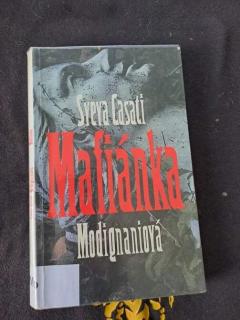 Sveva Casati
Mafiánka
Modignaniová